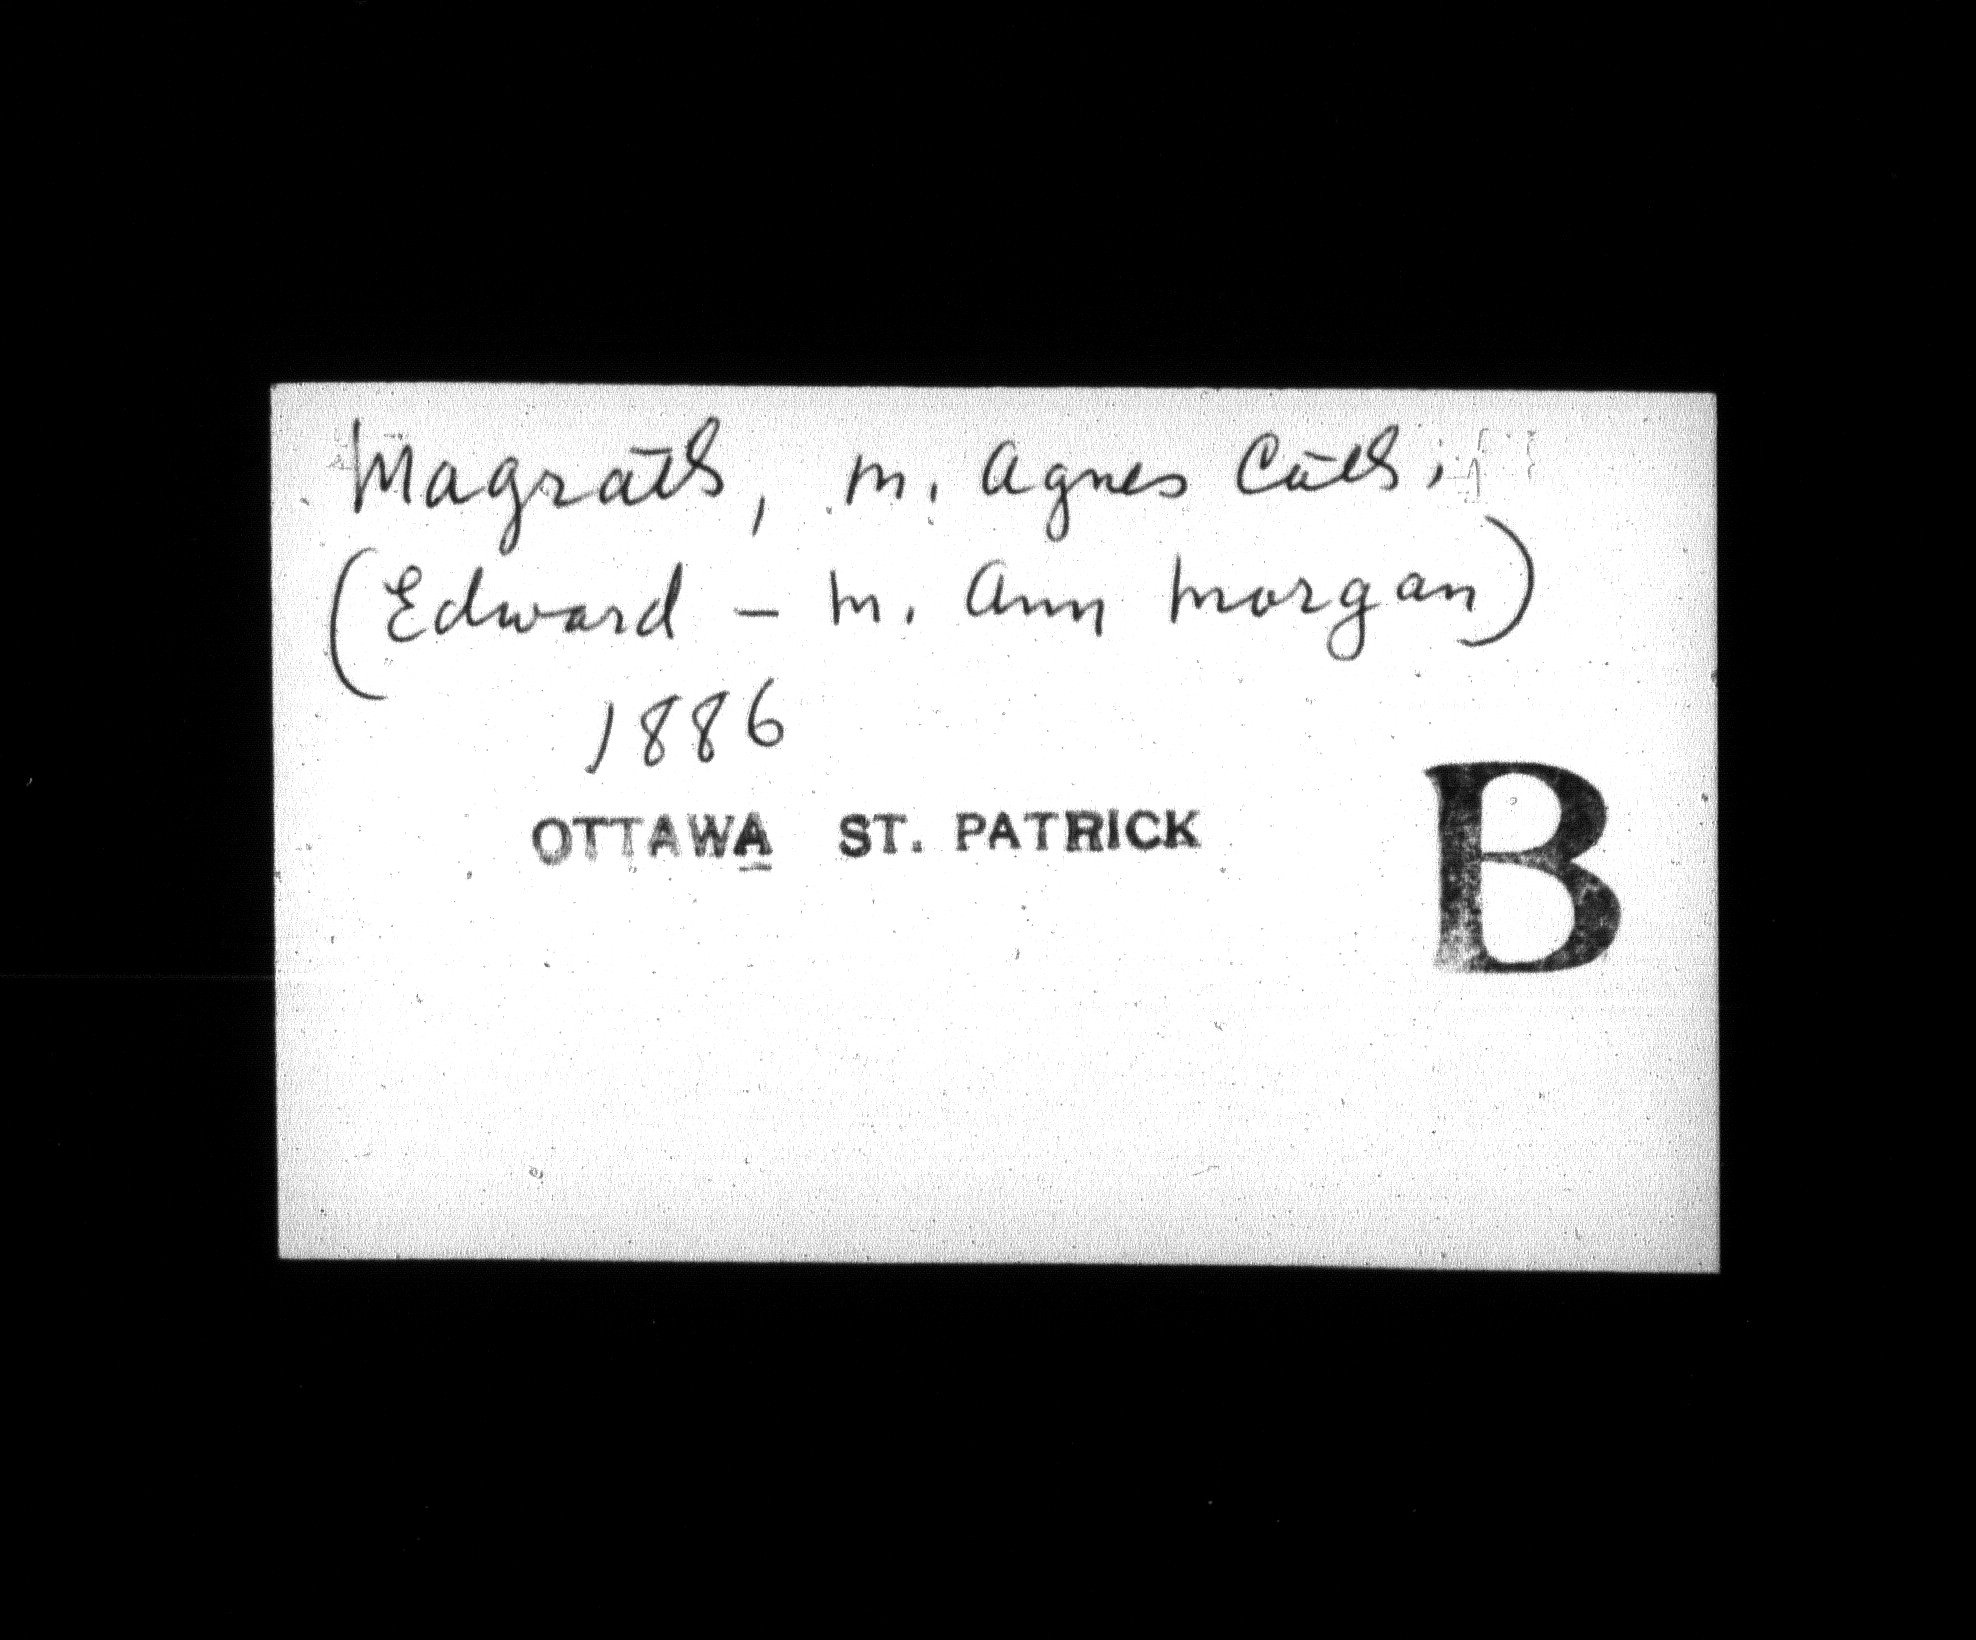 Magrath, M. Agnes Cath.
(Edward - M. Ann Morgan)
1886
OTTAWA ST. PATRICK
B